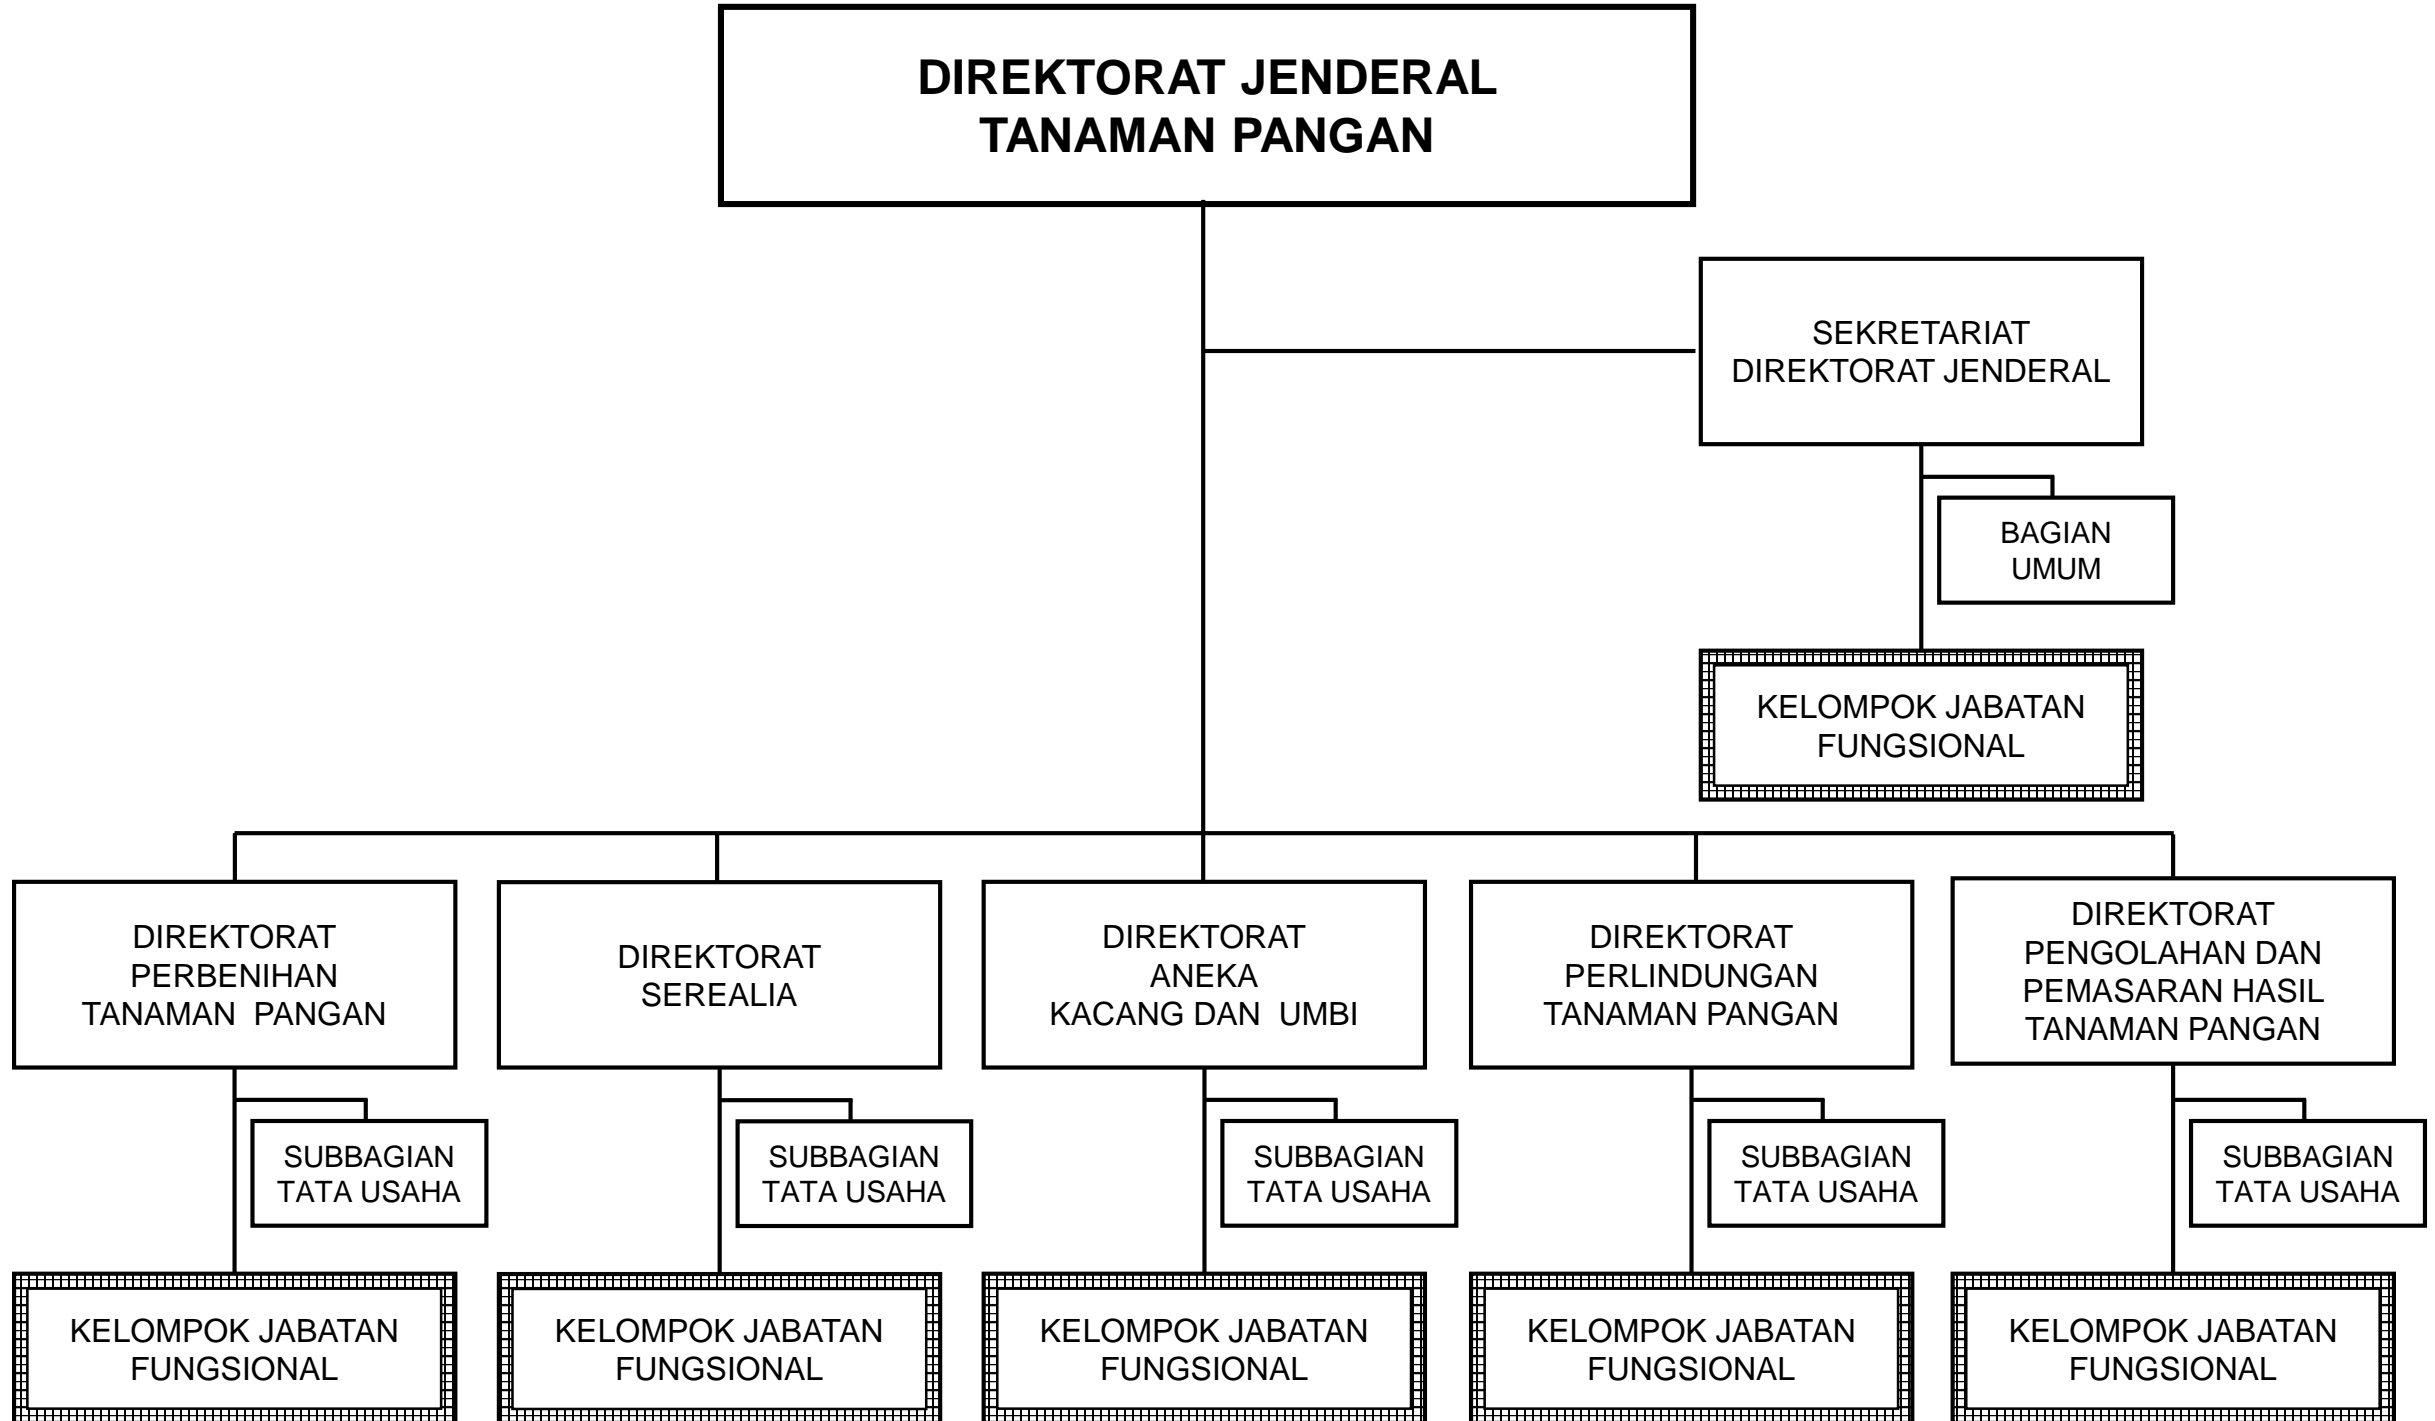 DIREKTORAT JENDERAL
TANAMAN PANGAN
SEKRETARIAT
DIREKTORAT JENDERAL
BAGIAN
UMUM
KELOMPOK JABATAN
FUNGSIONAL
DIREKTORAT
PERBENIHAN
TANAMAN PANGAN
DIREKTORAT
SEREALIA
DIREKTORAT
ANEKA
KACANG DAN UMBI
DIREKTORAT
PERLINDUNGAN
TANAMAN PANGAN
DIREKTORAT
PENGOLAHAN DAN
PEMASARAN HASIL
TANAMAN PANGAN
SUBBAGIAN
TATA USAHA
SUBBAGIAN
TATA USAHA
SUBBAGIAN
TATA USAHA
SUBBAGIAN
TATA USAHA
SUBBAGIAN
TATA USAHA
KELOMPOK JABATAN
FUNGSIONAL
KELOMPOK JABATAN
FUNGSIONAL
KELOMPOK JABATAN
FUNGSIONAL
KELOMPOK JABATAN
FUNGSIONAL
KELOMPOK JABATAN
FUNGSIONAL